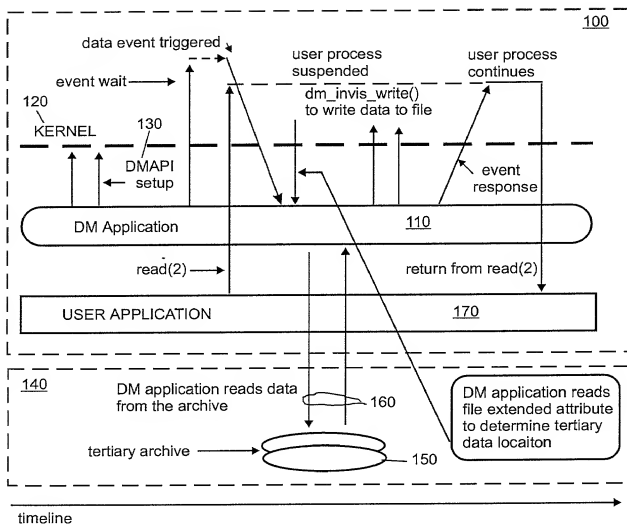 100
data event triggered
user process
suspended
user process
continues
event wait
dm_invis_write()
to write data to file
120
KERNEL
130
DMAPI
setup
event
response
DM Application
110
read(2)
return from read(2)
USER APPLICATION
170
140
DM application reads data
from the archive
160
DM application reads
file extended attribute
to determine tertiary
data locaiton
tertiary archive
150
timeline